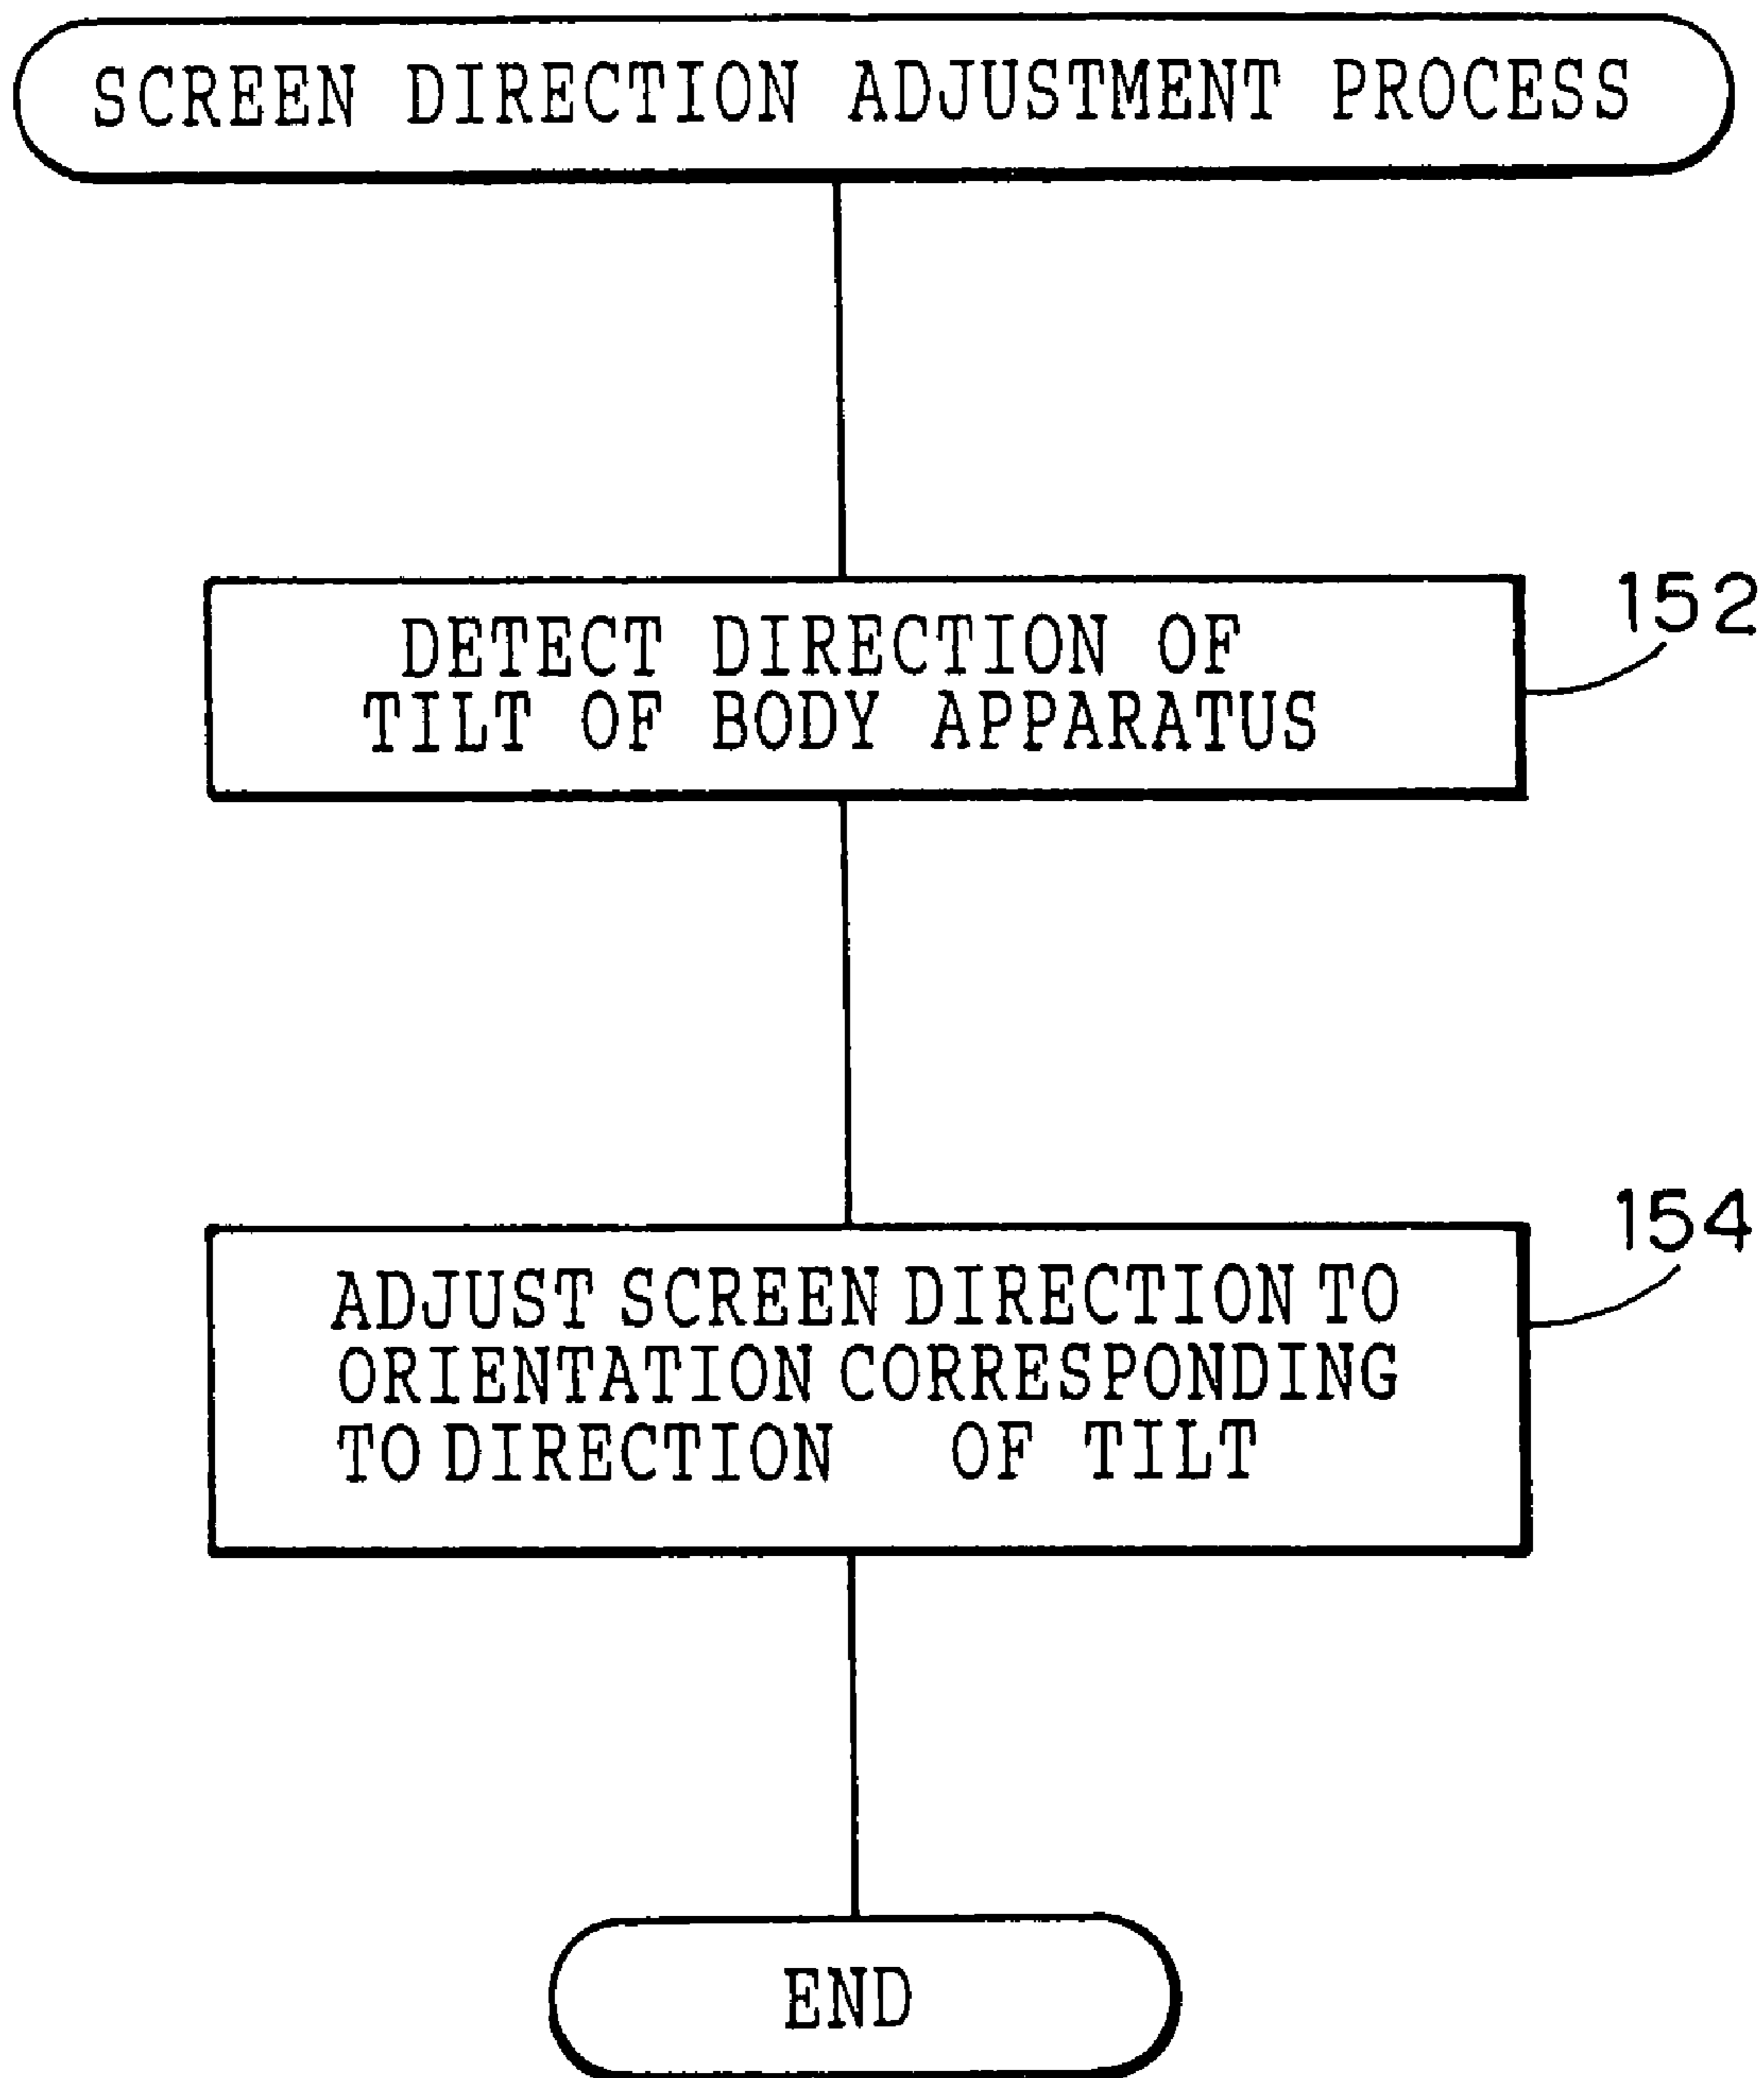 SCREEN DIRECTION ADJUSTMENT PROCESS
152
DETECT DIRECTION OF
TILT OF BODY APPARATUS
154
ADJUST SCREEN DIRECTION TO
ORIENTATION CORRESPONDING
TO DIRECTION OF TILT
END